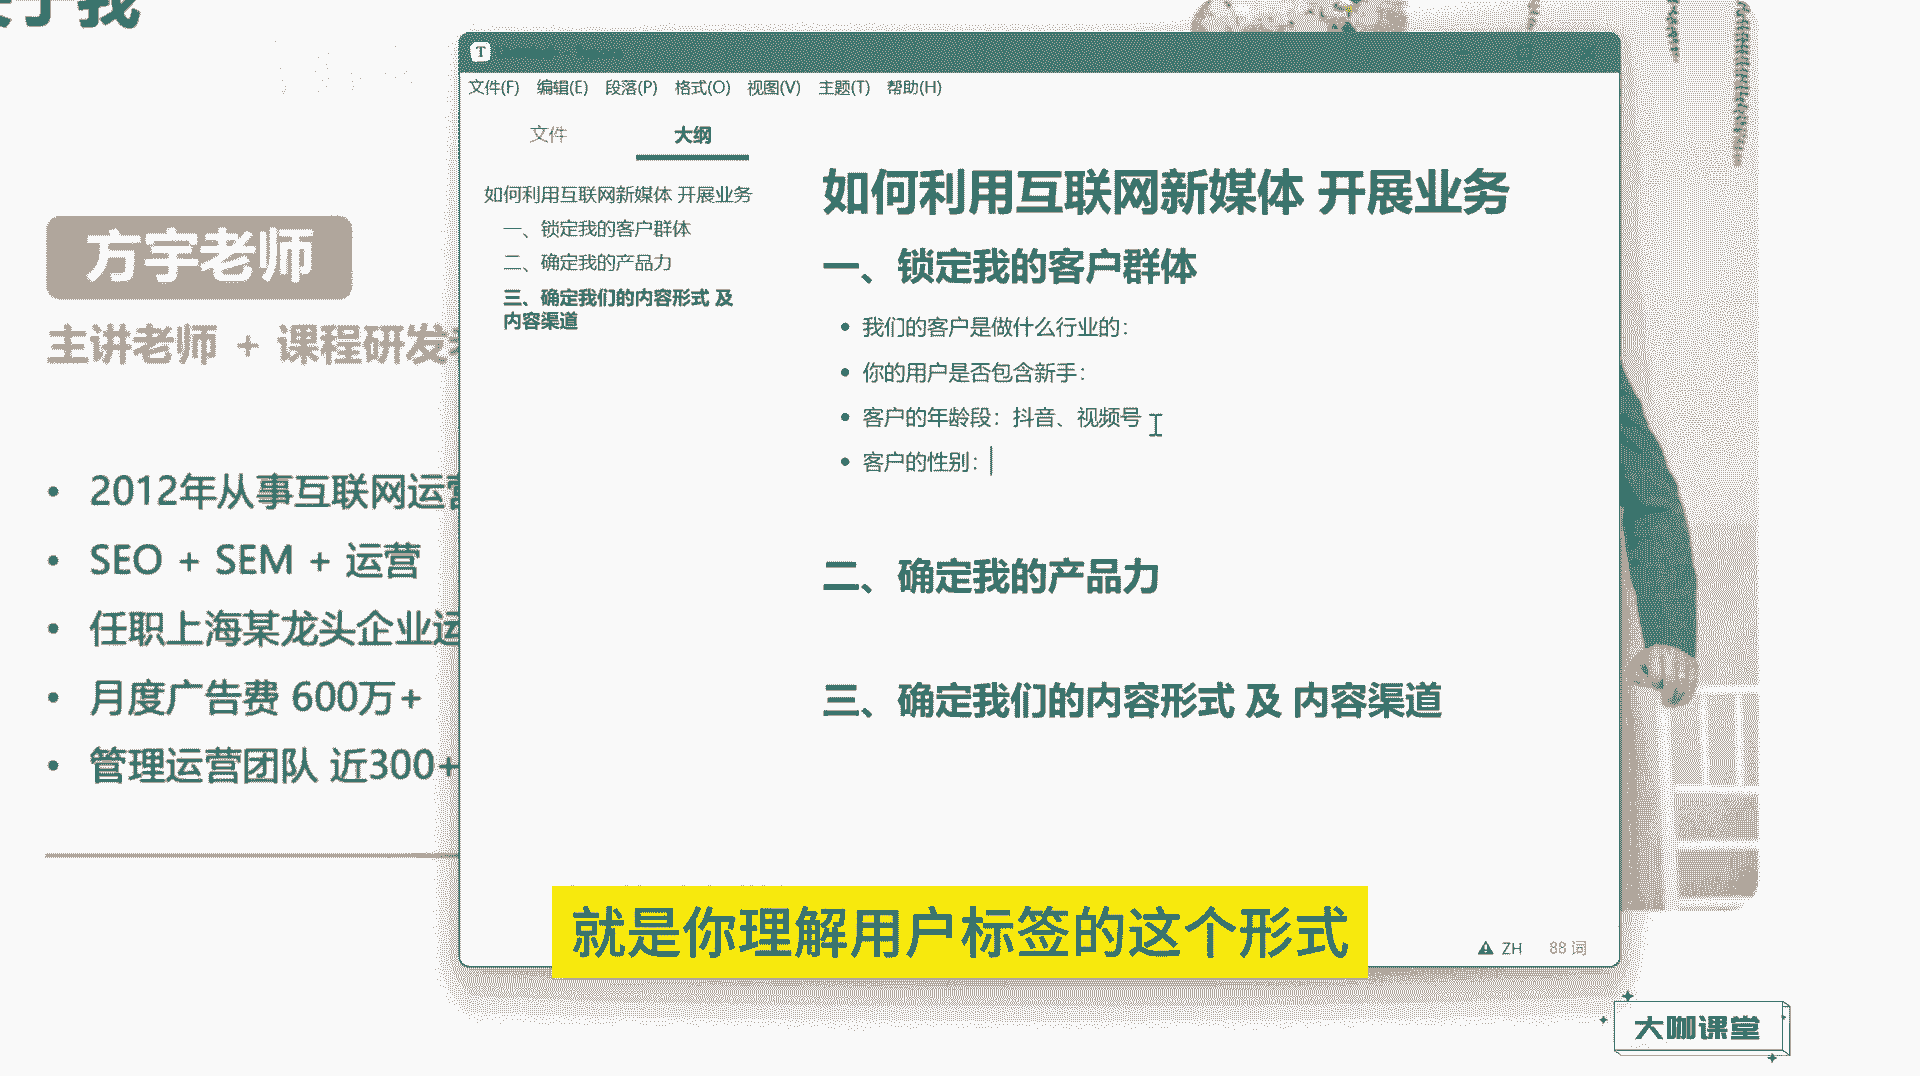 于我
方宇老师
主讲老师 + 课程研发
2012年从事互联网运营
SEO + SEM + 运营
任职上海某龙头企业运
月度广告费 600万+
管理运营团队 近300+
T
文件(F) 编辑(E) 段落(P) 格式(O) 视图(V) 主题(T) 帮助(H)
文件 大纲
如何利用互联网新媒体 开展业务
一、锁定我的客户群体
二、确定我的产品力
三、确定我们的内容形式 及
内容渠道
如何利用互联网新媒体 开展业务
一、锁定我的客户群体
我们的客户是做什么行业的：
你的用户是否包含新手：
客户的年龄段：抖音、视频号
客户的性别：
二、确定我的产品力
三、确定我们的内容形式 及 内容渠道
就是你理解用户标签的这个形式
ZH 88 词
大咖课堂